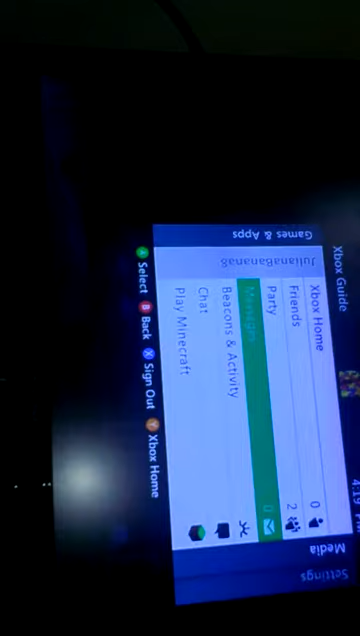 Xbox Guide
4:19 PM
Games & Apps
JulianaBanana8
Media
Settings
Xbox Home
Friends 0
Party 2
Messages 0
Beacons & Activity
Chat
Play Minecraft
A Select B Back X Sign Out Y Xbox Home